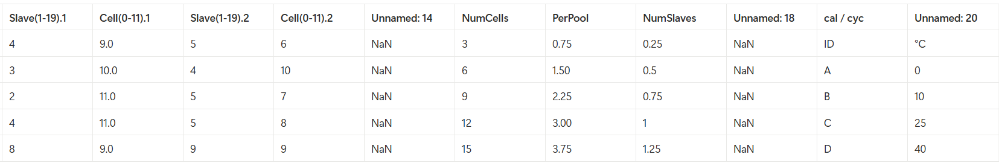 Slave(1-19).1 Cell(0-11).1 Slave(1-19).2 Cell(0-11).2 Unnamed: 14 NumCells PerPool NumSlaves Unnamed: 18 cal / cyc Unnamed: 20
4 9.0 5 6 NaN 3 0.75 0.25 NaN ID °C
3 10.0 4 10 NaN 6 1.50 0.5 NaN A 0
2 11.0 5 7 NaN 9 2.25 0.75 NaN B 10
4 11.0 5 8 NaN 12 3.00 1 NaN C 25
8 9.0 9 9 NaN 15 3.75 1.25 NaN D 40